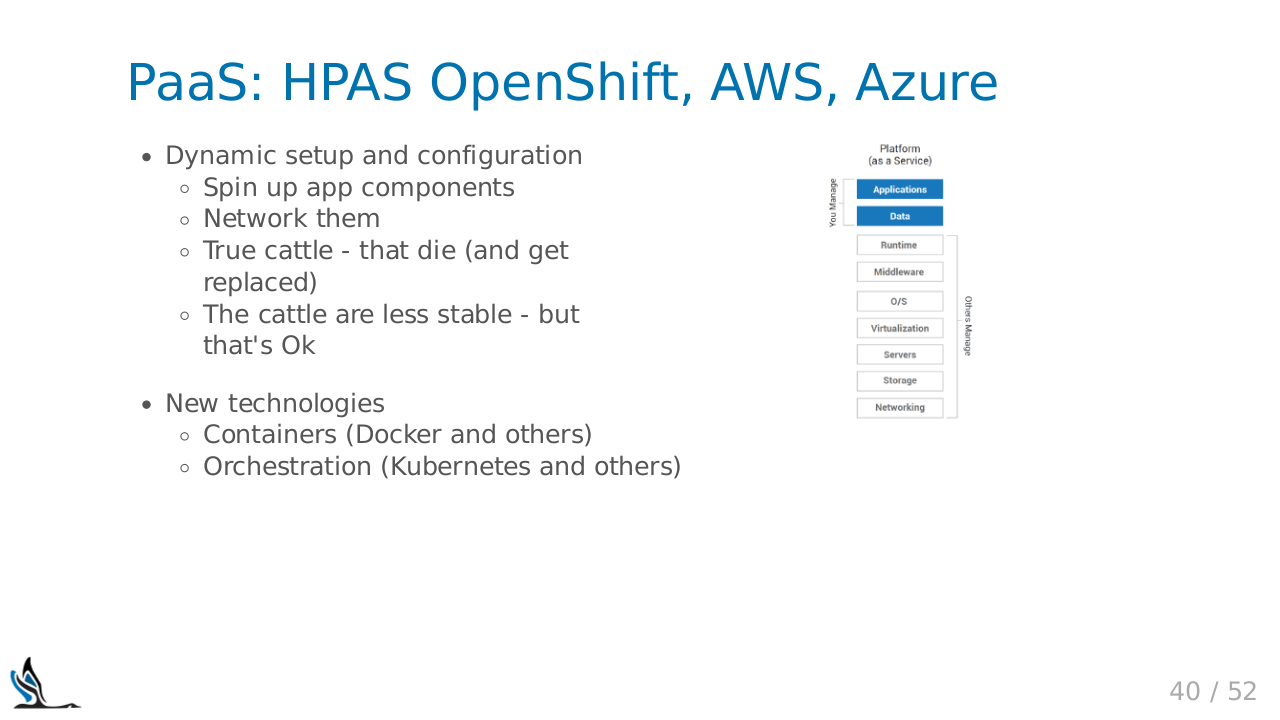 PaaS: HPAS OpenShift, AWS, Azure
• Dynamic setup and configuration
◦ Spin up app components
◦ Network them
◦ True cattle - that die (and get
replaced)
◦ The cattle are less stable - but
that's Ok
• New technologies
◦ Containers (Docker and others)
◦ Orchestration (Kubernetes and others)
Platform
(as a Service)
You Manage
Applications
Data
Runtime
Middleware
O/S
Virtualization
Servers
Storage
Networking
Others Manage
40 / 52